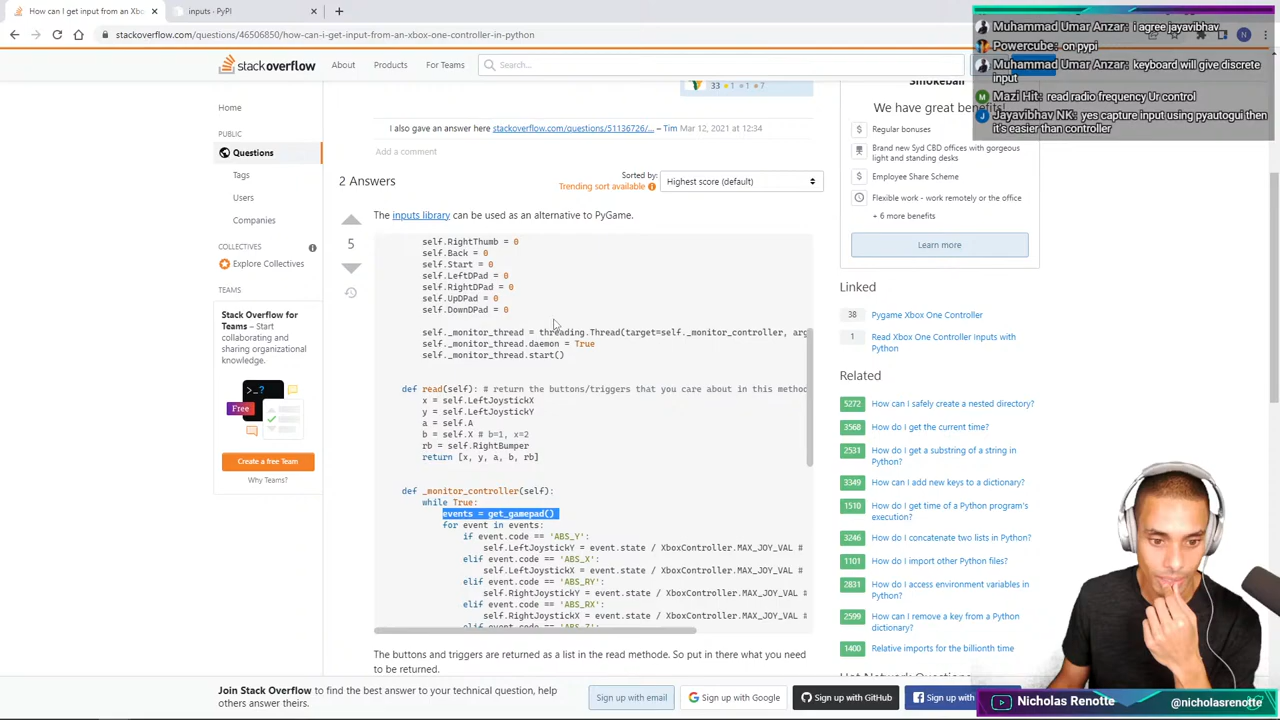 How can I get input from an Xbo
inputs · PyPI
stackoverflow.com/questions/46506850/how-can-i-get-input-from-an-xbox-one-controller-in-python
N
Muhammad Umar Anzar: i agree jayavibhav
Powercube: on pypi
Muhammad Umar Anzar: keyboard will give discrete
input
Mazi Hit: read radio frequency Ur control
Jayavibhav NK: yes capture input using pyautogui then
it's easier than controller
stackoverflow
About
Products
For Teams
Search...
Home
PUBLIC
Questions
Tags
Users
Companies
COLLECTIVES
Explore Collectives
TEAMS
Stack Overflow for
Teams – Start
collaborating and
sharing organizational
knowledge.
Free
Create a free Team
Why Teams?
33 1 1 7
I also gave an answer here stackoverflow.com/questions/51136726/... – Tim Mar 12, 2021 at 12:34
Add a comment
2 Answers
Sorted by:
Trending sort available
Highest score (default)
5
The inputs library can be used as an alternative to PyGame.
self.RightThumb = 0
self.Back = 0
self.Start = 0
self.LeftDPad = 0
self.RightDPad = 0
self.UpDPad = 0
self.DownDPad = 0
self._monitor_thread = threading.Thread(target=self._monitor_controller, arg
self._monitor_thread.daemon = True
self._monitor_thread.start()
def read(self): # return the buttons/triggers that you care about in this methoc
x = self.LeftJoystickX
y = self.LeftJoystickY
a = self.A
b = self.X # b=1, x=2
rb = self.RightBumper
return [x, y, a, b, rb]
def _monitor_controller(self):
while True:
events = get_gamepad()
for event in events:
if event.code == 'ABS_Y':
self.LeftJoystickY = event.state / XboxController.MAX_JOY_VAL #
elif event.code == 'ABS_X':
self.LeftJoystickX = event.state / XboxController.MAX_JOY_VAL #
elif event.code == 'ABS_RY':
self.RightJoystickY = event.state / XboxController.MAX_JOY_VAL #
elif event.code == 'ABS_RX':
self.RightJoystickX = event.state / XboxController.MAX_JOY_VAL #
elif event.code == 'ABS_Z':
The buttons and triggers are returned as a list in the read methode. So put in there what you need
to be returned.
Smokeball
We have great benefits!
Regular bonuses
Brand new Syd CBD offices with gorgeous
light and standing desks
Employee Share Scheme
Flexible work - work remotely or the office
+ 6 more benefits
Learn more
Linked
38 Pygame Xbox One Controller
1 Read Xbox One Controller Inputs with
Python
Related
5272 How can I safely create a nested directory?
3568 How do I get the current time?
2531 How do I get a substring of a string in
Python?
3349 How can I add new keys to a dictionary?
1510 How do I get time of a Python program's
execution?
3246 How do I concatenate two lists in Python?
1101 How do I import other Python files?
2831 How do I access environment variables in
Python?
2599 How can I remove a key from a Python
dictionary?
1400 Relative imports for the billionth time
Hot Network Questions
Join Stack Overflow to find the best answer to your technical question, help
others answer theirs.
Sign up with email
Sign up with Google
Sign up with GitHub
Sign up with
Nicholas Renotte
@nicholasrenotte